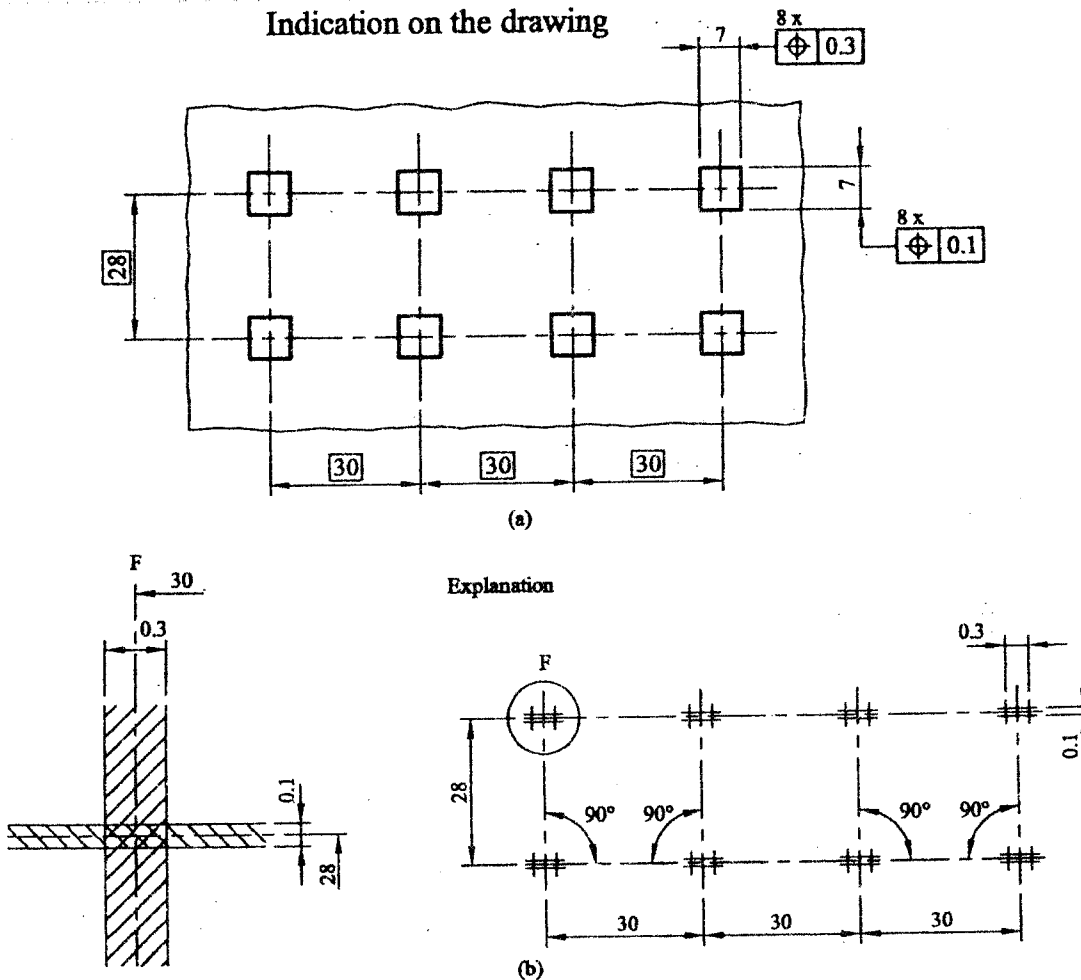 Indication on the drawing
8 x
7
⌖ 0.3
7
8 x
⌖ 0.1
28
30 30 30
(a)
F
30
Explanation
0.3
0.3
F
0.1
0.1
28
28
90° 90° 90° 90°
30 30 30
(b)